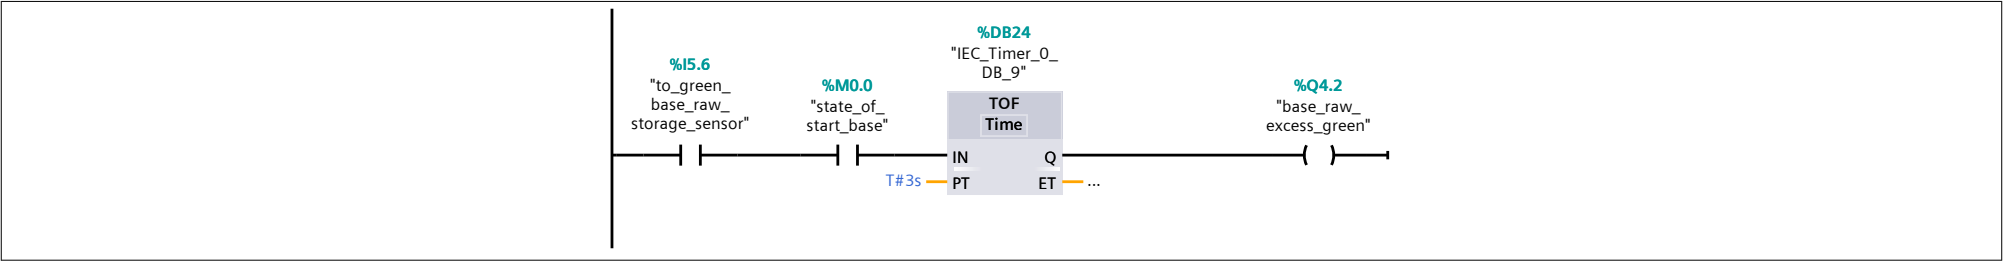 %DB24
"IEC_Timer_0_
DB_9"
%I5.6
"to_green_
base_raw_
storage_sensor"
%M0.0
"state_of_
start_base"
TOF
Time
%Q4.2
"base_raw_
excess_green"
IN
Q
T#3s
PT
ET
...